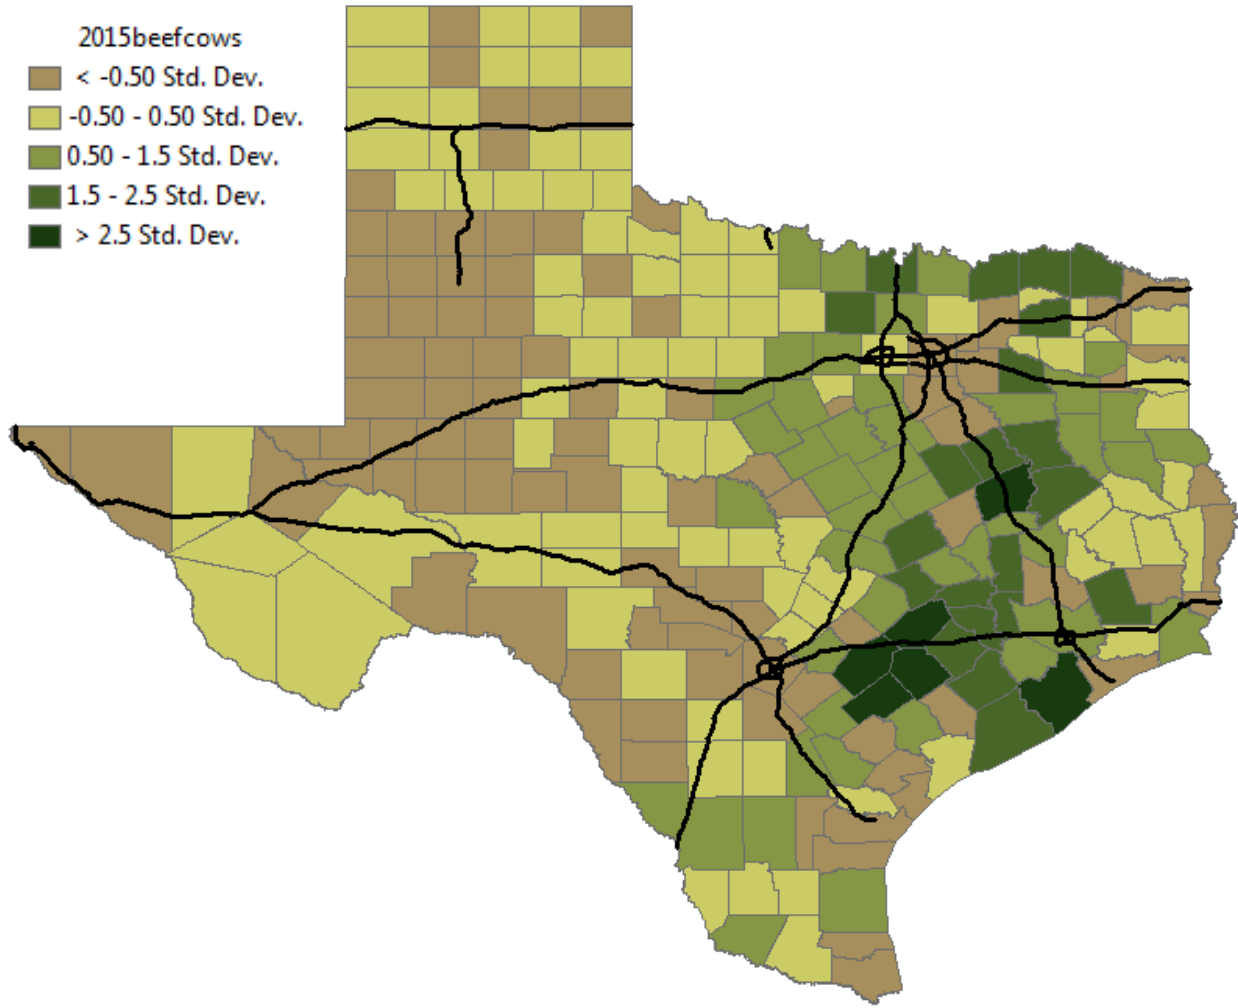 2015beefcows
< -0.50 Std. Dev.
-0.50 - 0.50 Std. Dev.
0.50 - 1.5 Std. Dev.
1.5 - 2.5 Std. Dev.
> 2.5 Std. Dev.